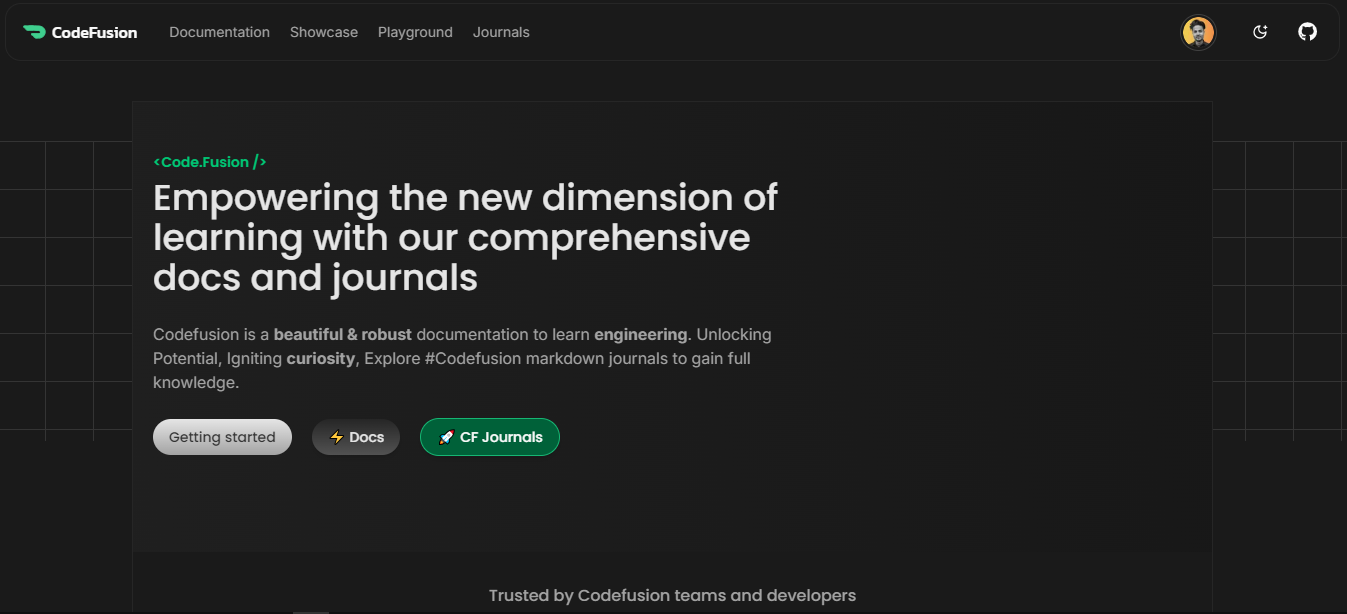 CodeFusion Documentation Showcase Playground Journals
<Code.Fusion />
Empowering the new dimension of
learning with our comprehensive
docs and journals
Codefusion is a beautiful & robust documentation to learn engineering. Unlocking
Potential, Igniting curiosity, Explore #Codefusion markdown journals to gain full
knowledge.
Getting started ⚡ Docs 🚀 CF Journals
Trusted by Codefusion teams and developers